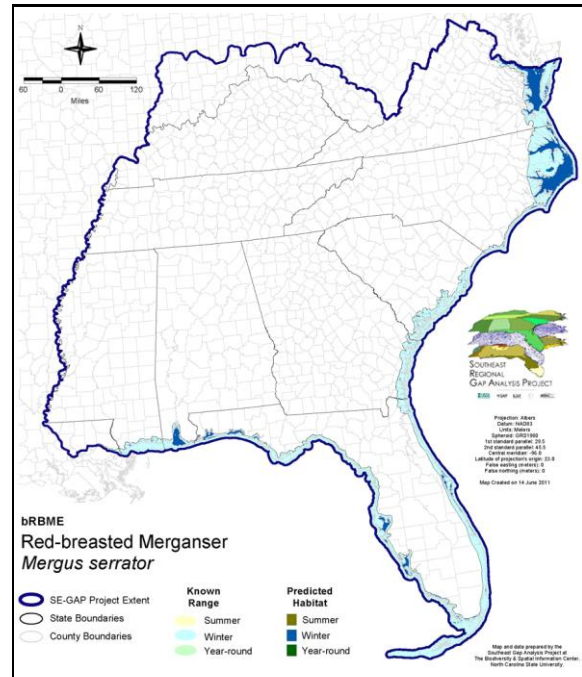 N
60 0 60 120
Miles
SOUTHEAST
REGIONAL
GAP ANALYSIS PROJECT
Projection: Albers
Datum: NAD83
Units: Meters
Spheroid: GRS1980
1st standard parallel: 29.5
2nd standard parallel: 45.5
Central meridian: -96.0
Latitude of projection's origin: 23.0
False easting (meters): 0
False northing (meters): 0
Map Created on 14 June 2011
bRBME
Red-breasted Merganser
Mergus serrator
SE-GAP Project Extent
State Boundaries
County Boundaries
Known
Range
Summer
Winter
Year-round
Predicted
Habitat
Summer
Winter
Year-round
Map and data prepared by the
Southeast Gap Analysis Project at
The Biodiversity & Spatial Information Center,
North Carolina State University.